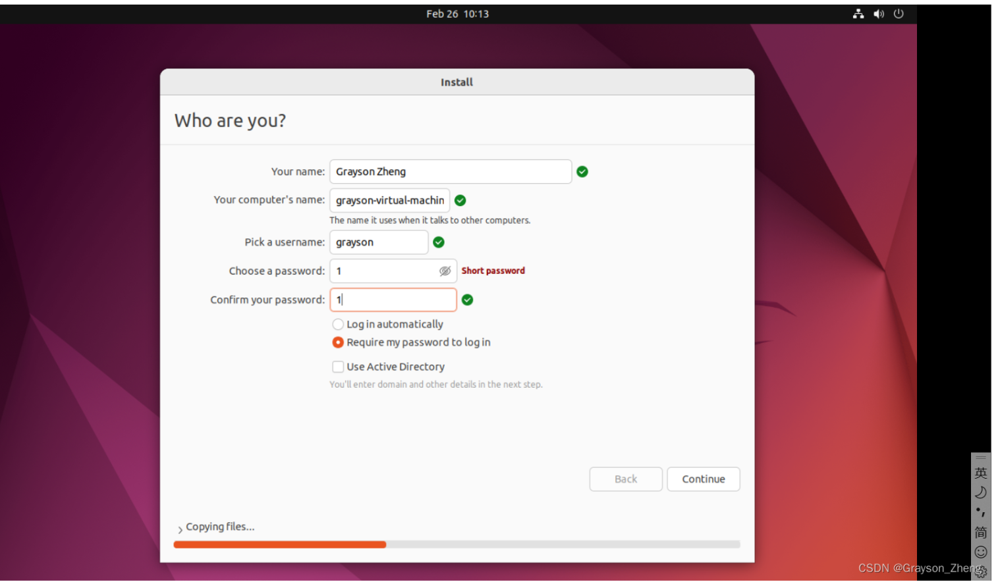 Feb 26 10:13
Install
Who are you?
Your name: Grayson Zheng
Your computer's name: grayson-virtual-machin
The name it uses when it talks to other computers.
Pick a username: grayson
Choose a password: 1 Short password
Confirm your password: 1
Log in automatically
Require my password to log in
Use Active Directory
You'll enter domain and other details in the next step.
Back Continue
Copying files...
英
简
CSDN @Grayson_Zheng